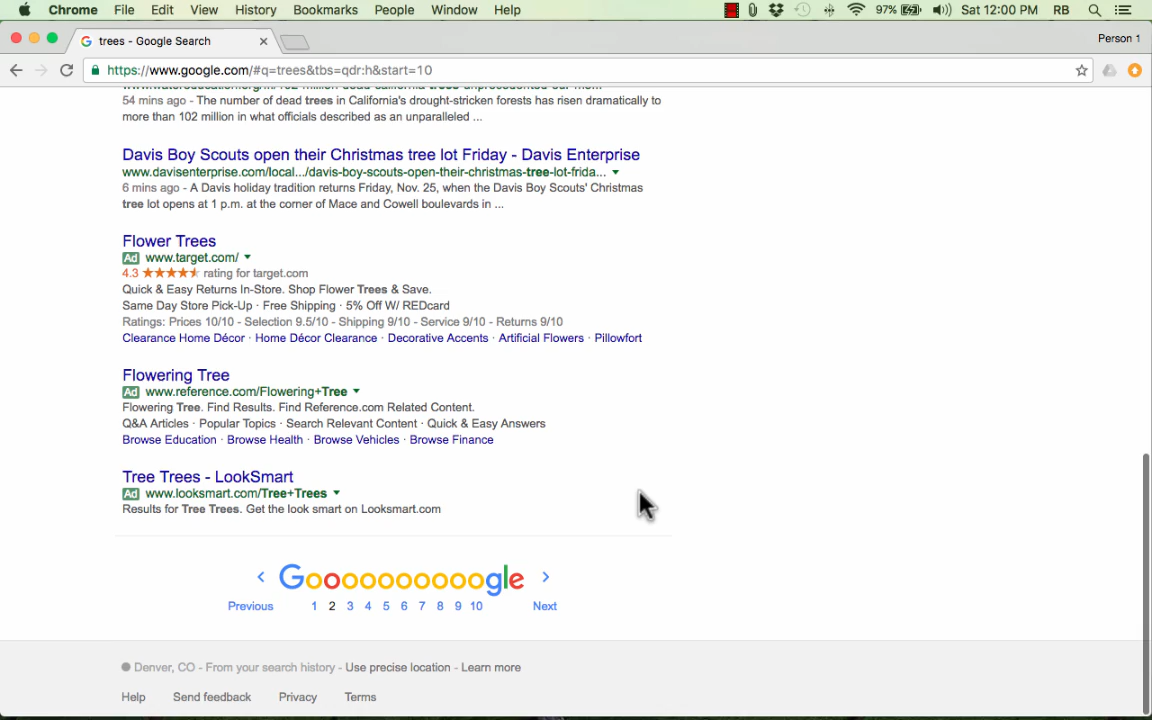 Chrome File Edit View History Bookmarks People Window Help 97% Sat 12:00 PM RB
trees - Google Search Person 1
https://www.google.com/#q=trees&tbs=qdr:h&start=10
54 mins ago - The number of dead trees in California's drought-stricken forests has risen dramatically to
more than 102 million in what officials described as an unparalleled ...
Davis Boy Scouts open their Christmas tree lot Friday - Davis Enterprise
www.davisenterprise.com/local.../davis-boy-scouts-open-their-christmas-tree-lot-frida...
6 mins ago - A Davis holiday tradition returns Friday, Nov. 25, when the Davis Boy Scouts' Christmas
tree lot opens at 1 p.m. at the corner of Mace and Cowell boulevards in ...
Flower Trees
Ad www.target.com/
4.3 rating for target.com
Quick & Easy Returns In-Store. Shop Flower Trees & Save.
Same Day Store Pick-Up · Free Shipping · 5% Off W/ REDcard
Ratings: Prices 10/10 - Selection 9.5/10 - Shipping 9/10 - Service 9/10 - Returns 9/10
Clearance Home Décor · Home Décor Clearance · Decorative Accents · Artificial Flowers · Pillowfort
Flowering Tree
Ad www.reference.com/Flowering+Tree
Flowering Tree. Find Results. Find Reference.com Related Content.
Q&A Articles · Popular Topics · Search Relevant Content · Quick & Easy Answers
Browse Education · Browse Health · Browse Vehicles · Browse Finance
Tree Trees - LookSmart
Ad www.looksmart.com/Tree+Trees
Results for Tree Trees. Get the look smart on Looksmart.com
< Goooooooooogle >
Previous 1 2 3 4 5 6 7 8 9 10 Next
Denver, CO - From your search history - Use precise location - Learn more
Help Send feedback Privacy Terms